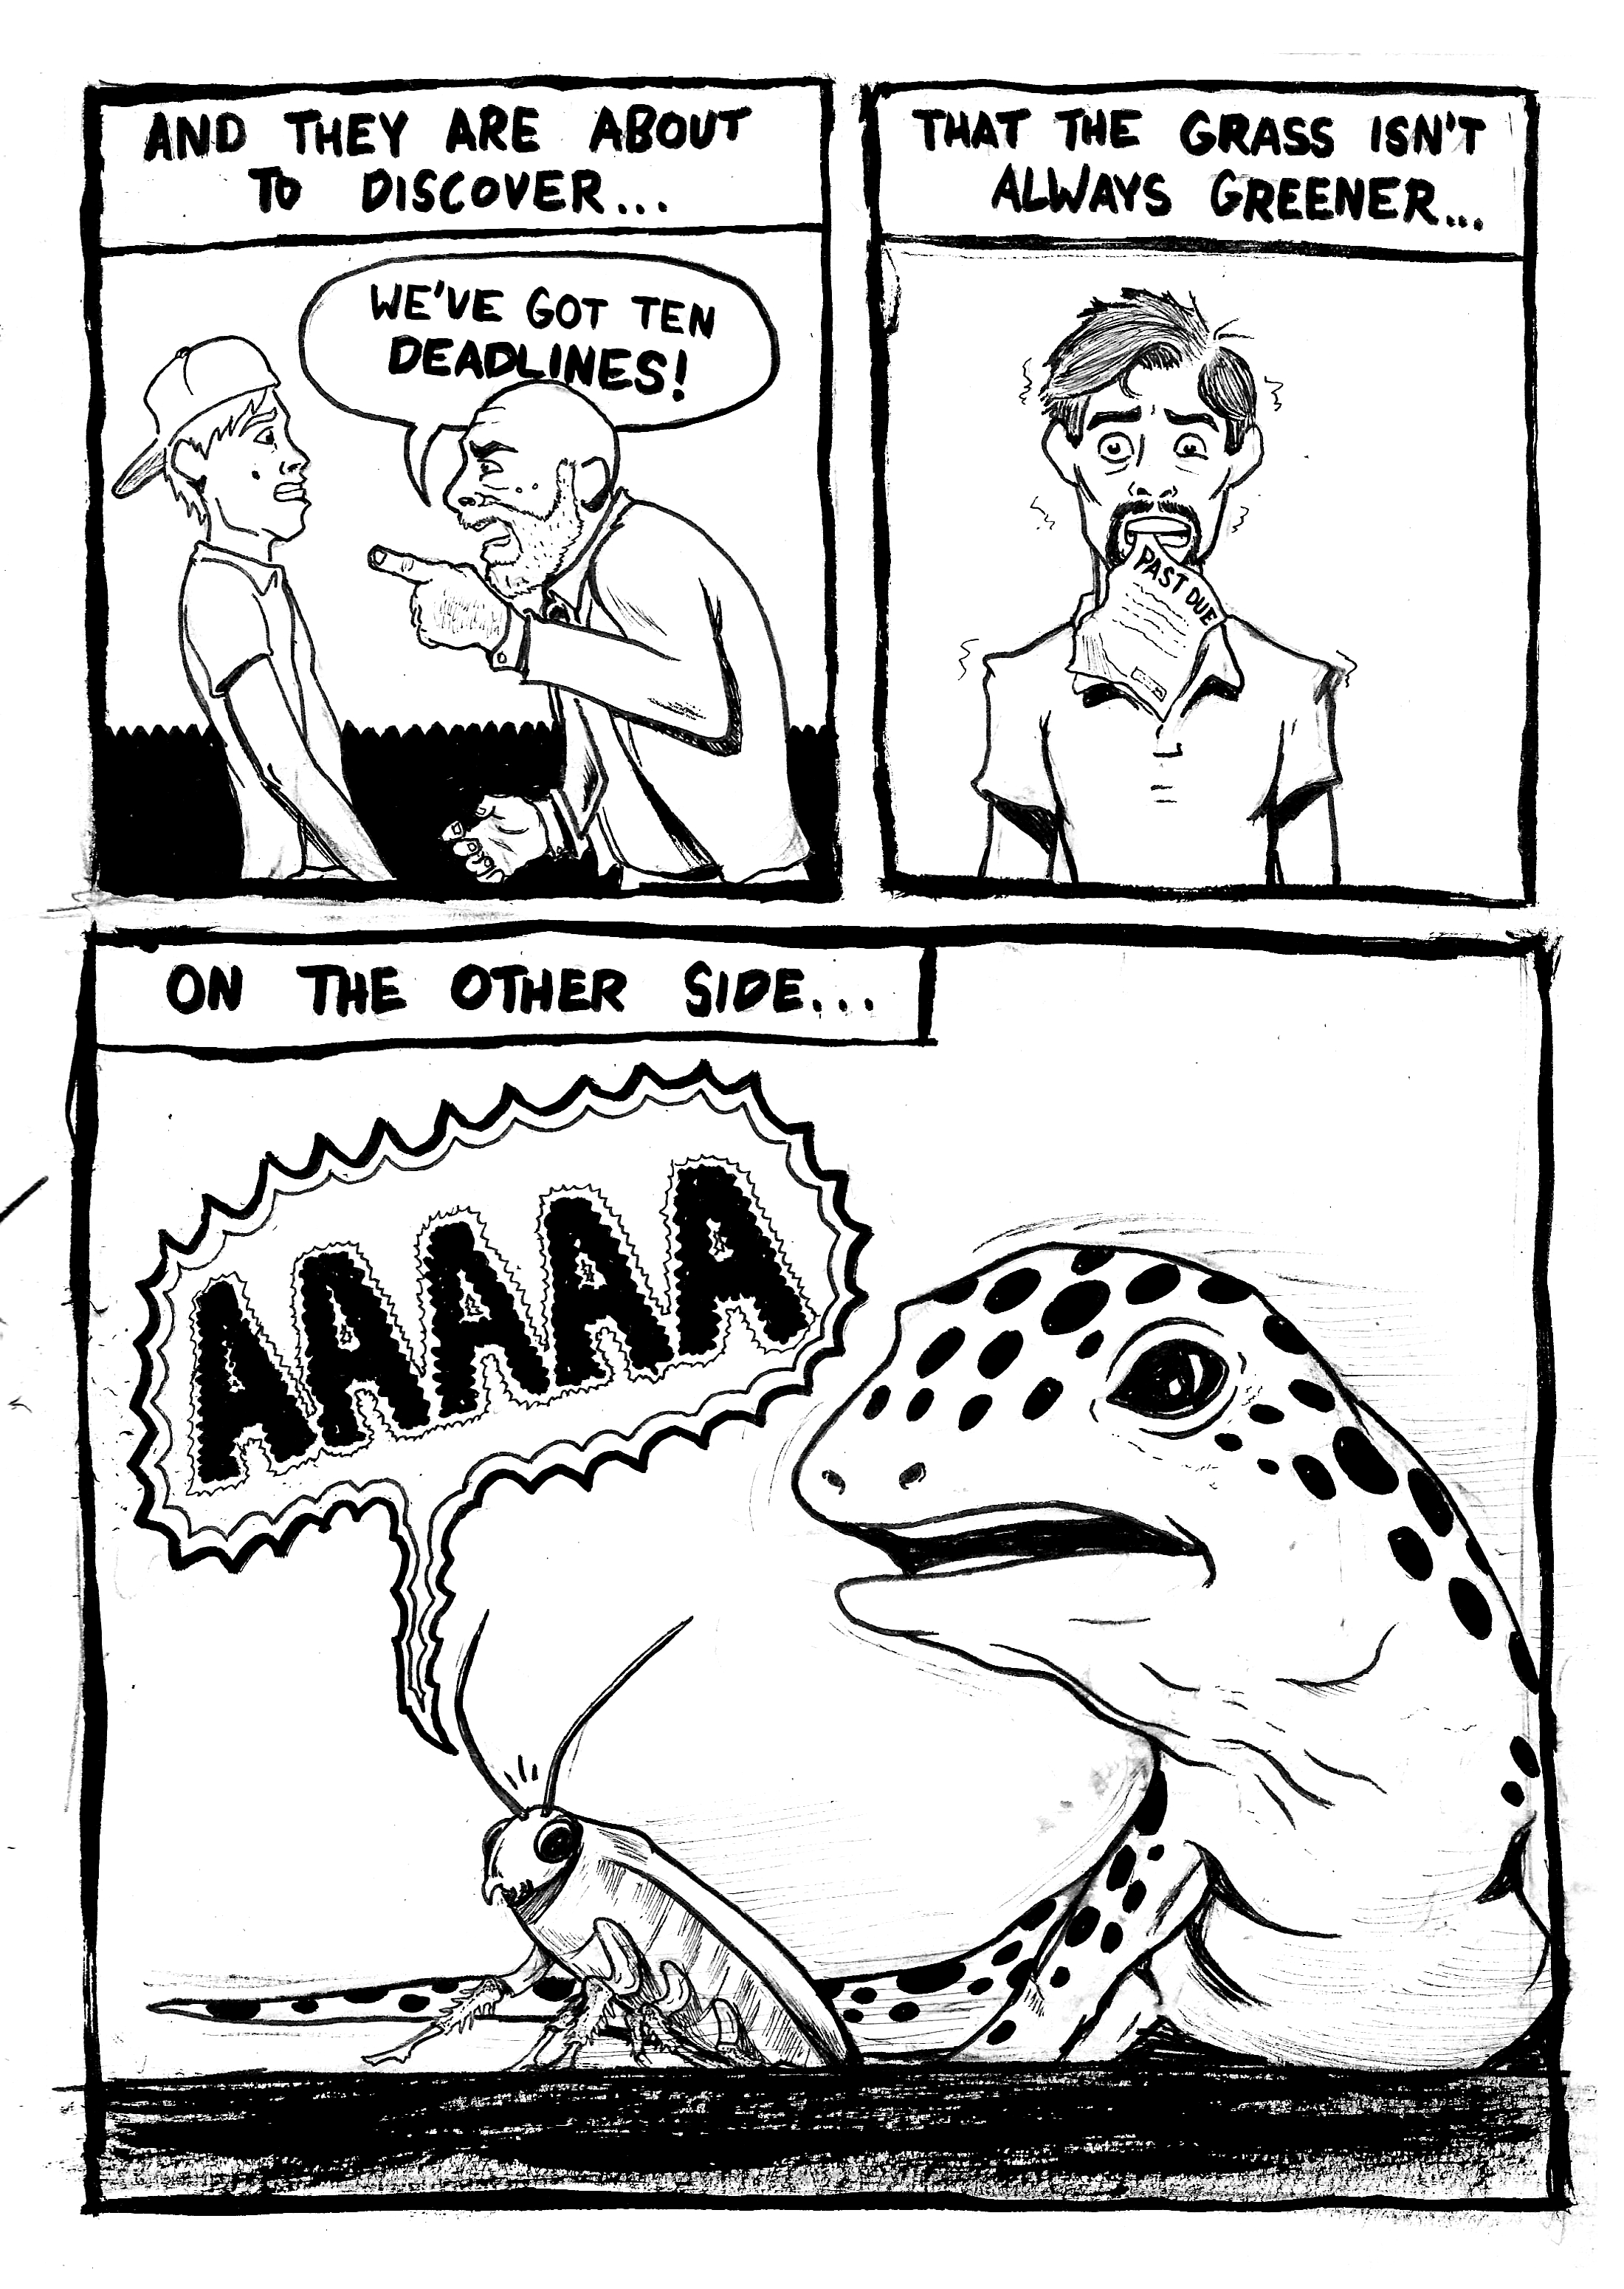 AND THEY ARE ABOUT
TO DISCOVER...
WE'VE GOT TEN
DEADLINES!
THAT THE GRASS ISN'T
ALWAYS GREENER...
PAST DUE
ON THE OTHER SIDE...
AAAAA